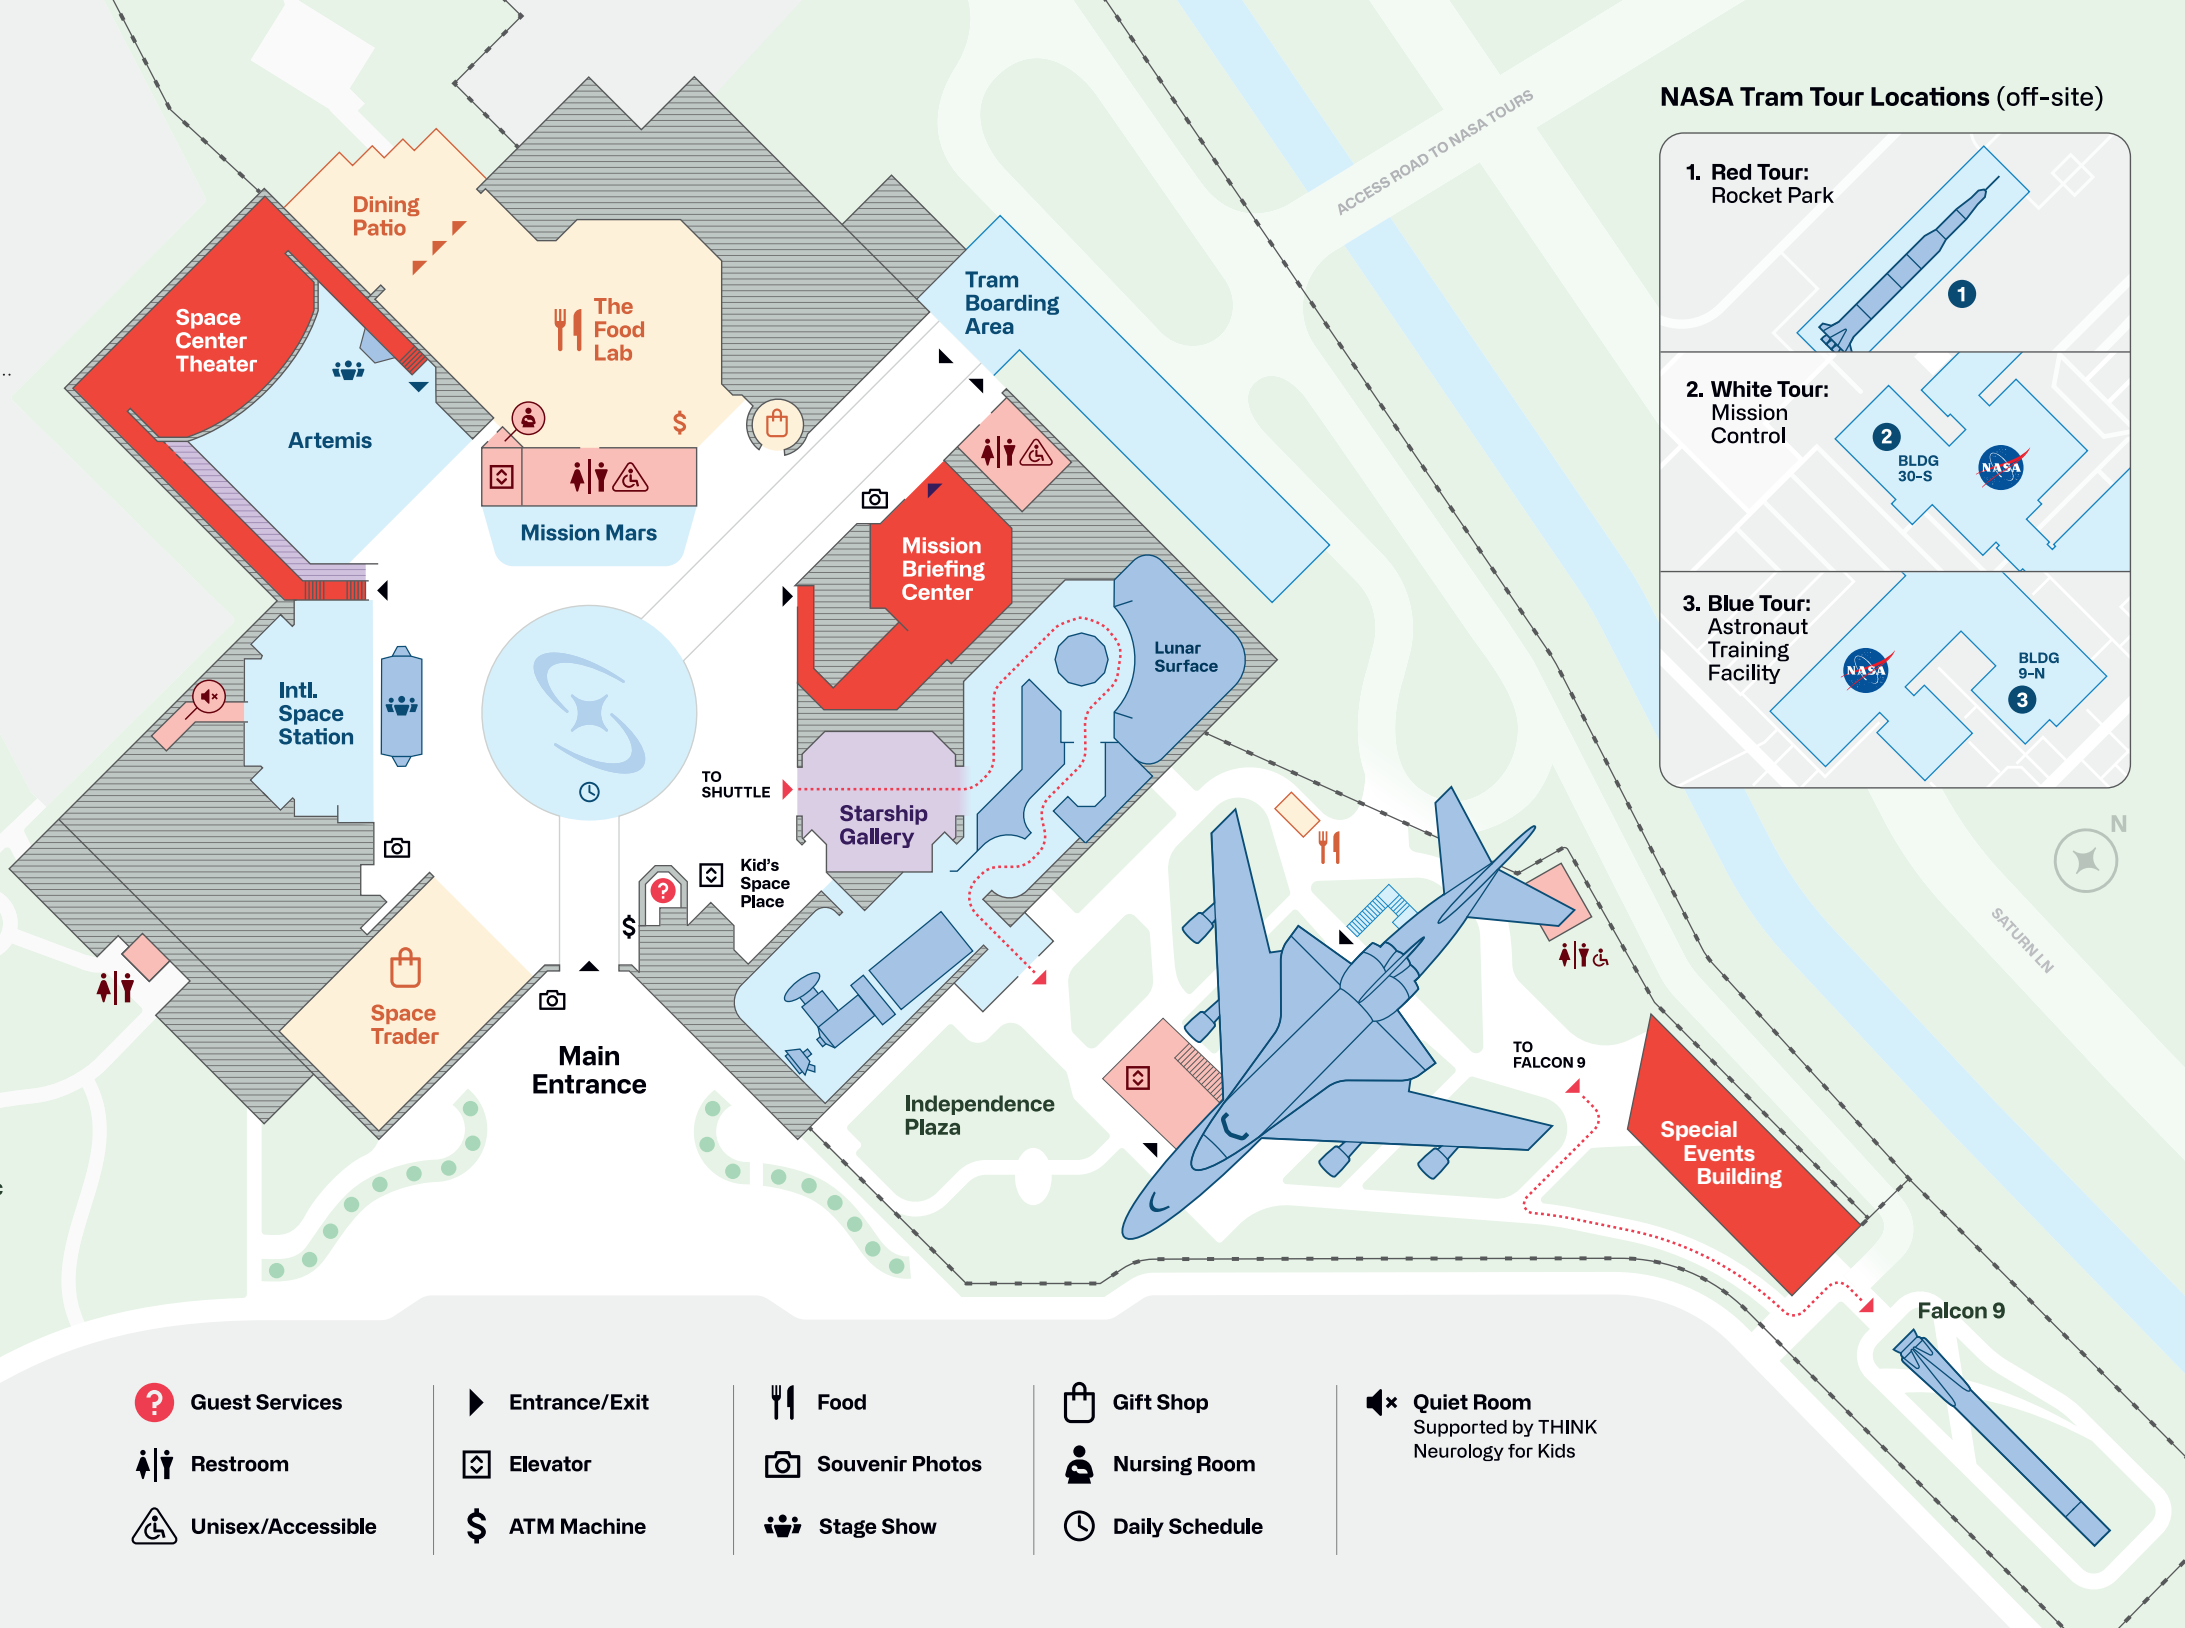 NASA Tram Tour Locations (off-site)
1. Red Tour:
Rocket Park
1
2. White Tour:
Mission
Control
2
BLDG
30-S
NASA
3. Blue Tour:
Astronaut
Training
Facility
NASA
BLDG
9-N
3
ACCESS ROAD TO NASA TOURS
N
SATURN LN
Dining
Patio
The
Food
Lab
Tram
Boarding
Area
Space
Center
Theater
Artemis
$
Mission Mars
Mission
Briefing
Center
Lunar
Surface
Intl.
Space
Station
TO
SHUTTLE
Starship
Gallery
Kid's
Space
Place
?
$
Space
Trader
Main
Entrance
Independence
Plaza
TO
FALCON 9
Special
Events
Building
Falcon 9
? Guest Services
Restroom
Unisex/Accessible
Entrance/Exit
Elevator
$ ATM Machine
Food
Souvenir Photos
Stage Show
Gift Shop
Nursing Room
Daily Schedule
Quiet Room
Supported by THINK
Neurology for Kids